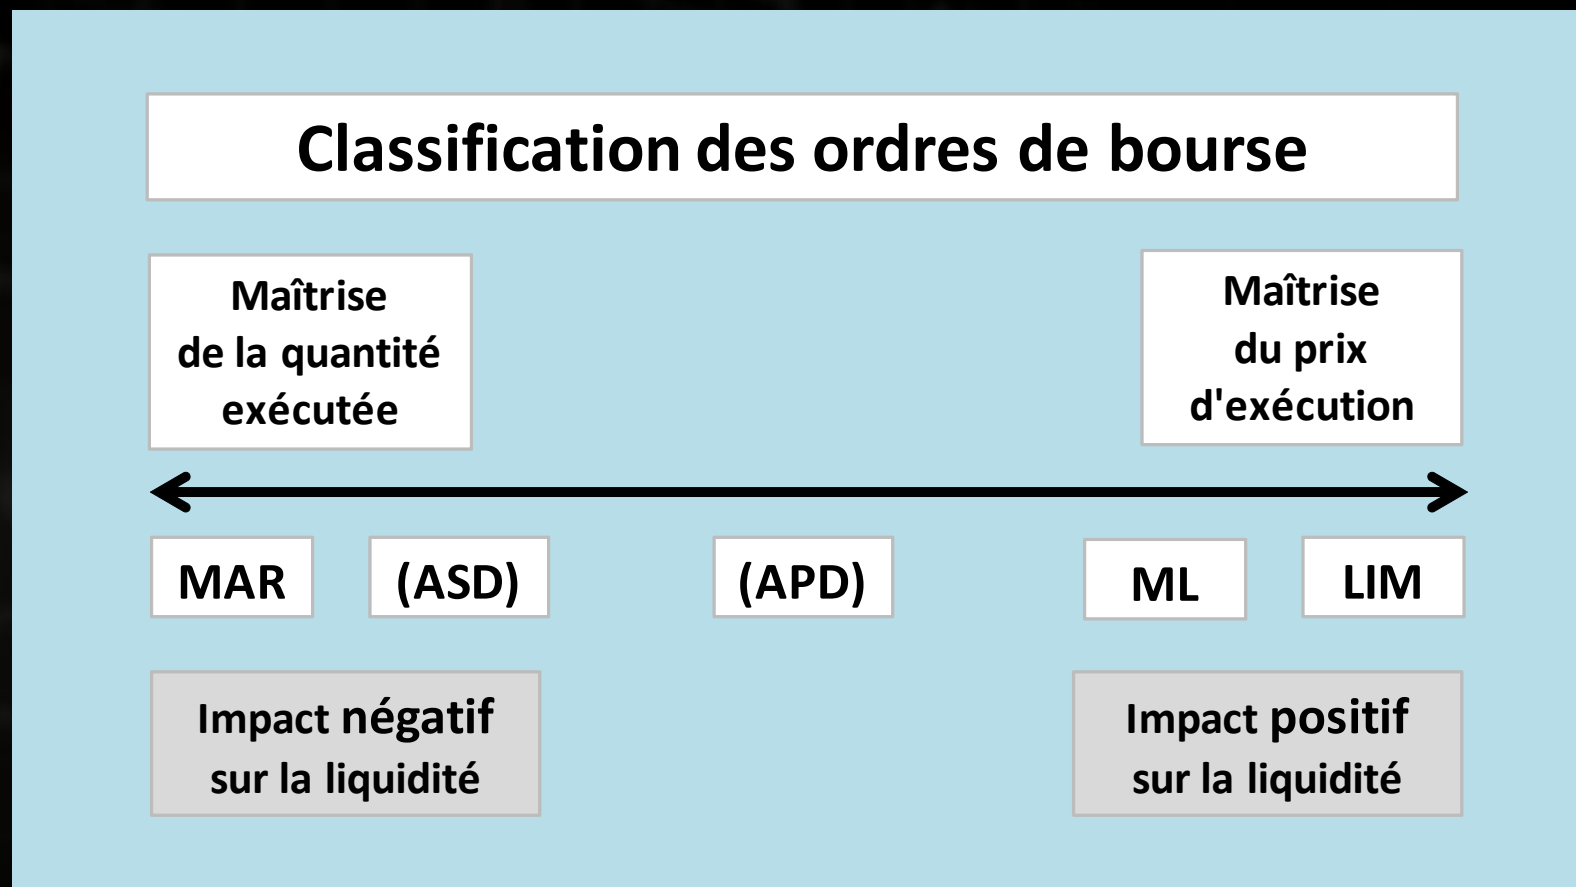 Classification des ordres de bourse
Maîtrise
de la quantité
exécutée
Maîtrise
du prix
d'exécution
MAR
(ASD)
(APD)
ML
LIM
Impact négatif
sur la liquidité
Impact positif
sur la liquidité